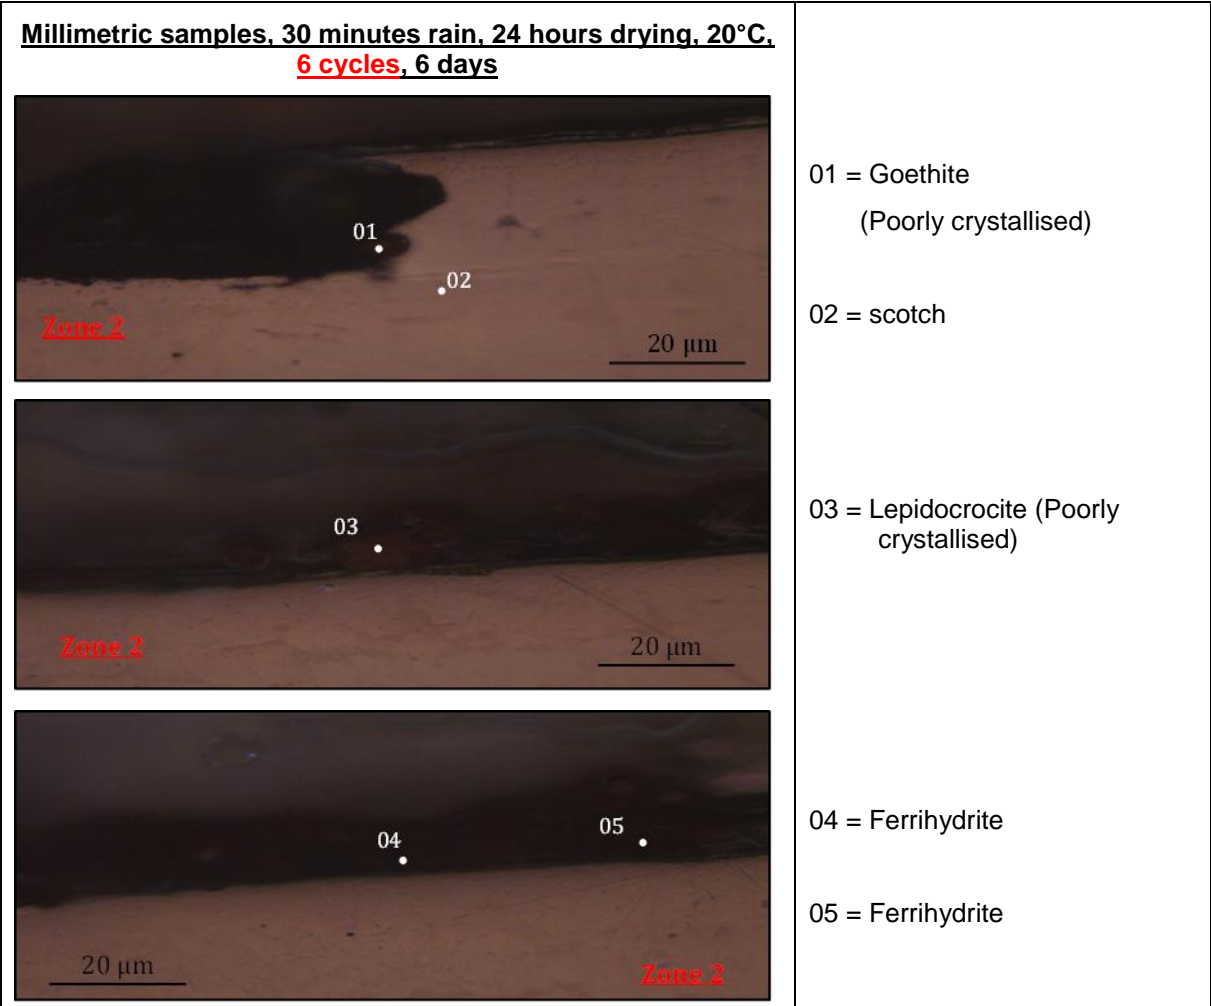 Millimetric samples, 30 minutes rain, 24 hours drying, 20°C,
6 cycles, 6 days
01
02
Zone 2
20 µm
01 = Goethite
(Poorly crystallised)
02 = scotch
03
Zone 2
20 µm
03 = Lepidocrocite (Poorly
crystallised)
04
05
20 µm
Zone 2
04 = Ferrihydrite
05 = Ferrihydrite